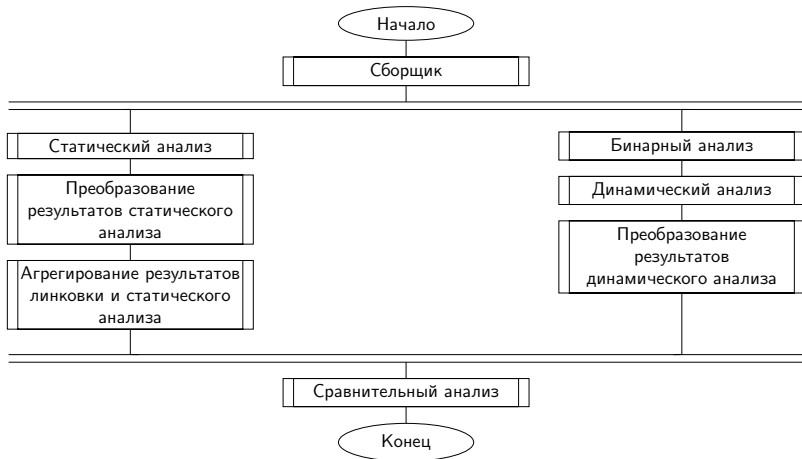 Начало
Сборщик
Статический анализ
Преобразование
результатов статического
анализа
Агрегирование результатов
линковки и статического
анализа
Бинарный анализ
Динамический анализ
Преобразование
результатов
динамического анализа
Сравнительный анализ
Конец